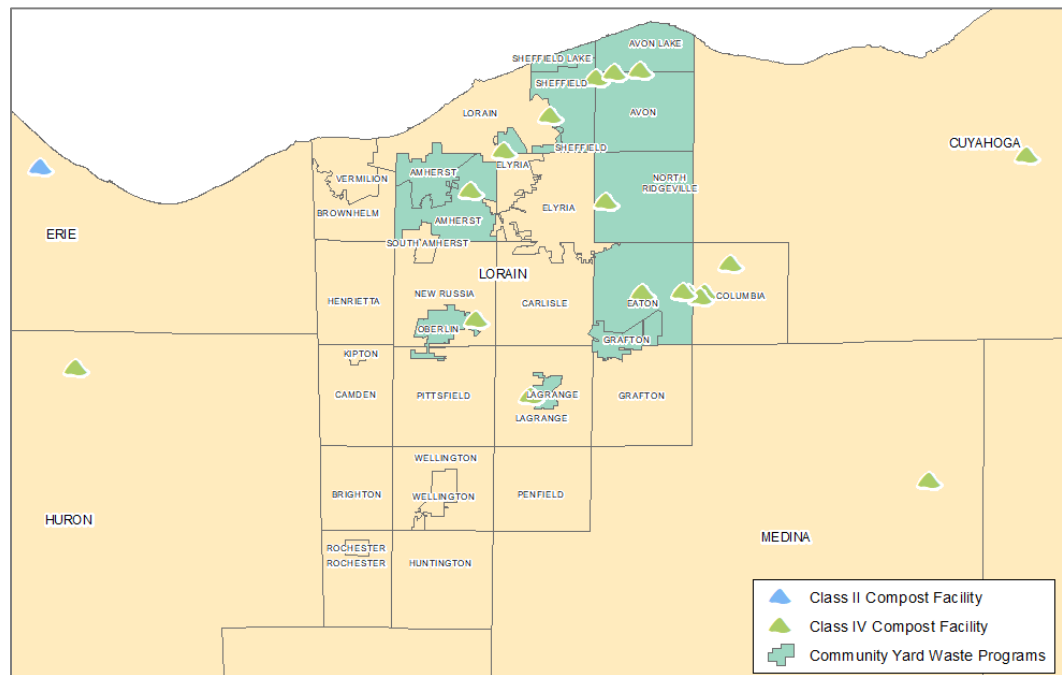 AVON LAKE
SHEFFIELD LAKE
SHEFFIELD
LORAIN
AVON
CUYAHOGA
SHEFFIELD
ELYRIA
AMHERST
VERMILION
NORTH
RIDGEVILLE
ELYRIA
BROWNHELM
AMHERST
ERIE
SOUTH AMHERST
LORAIN
NEW RUSSIA
HENRIETTA
CARLISLE
EATON
COLUMBIA
OBERLIN
GRAFTON
KIPTON
CAMDEN
PITTSFIELD
LAGRANGE
GRAFTON
LAGRANGE
WELLINGTON
BRIGHTON
WELLINGTON
PENFIELD
HURON
MEDINA
ROCHESTER
ROCHESTER
HUNTINGTON
Class II Compost Facility
Class IV Compost Facility
Community Yard Waste Programs